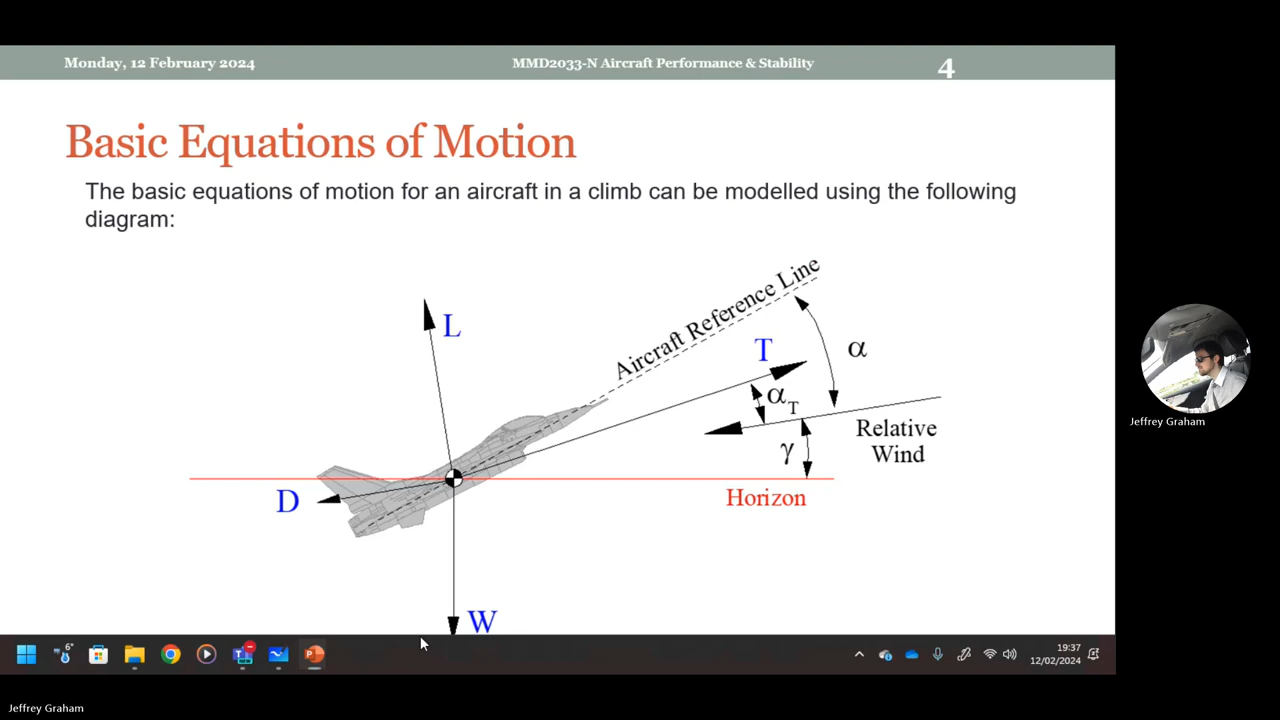 Monday, 12 February 2024
MMD2033-N Aircraft Performance & Stability
4
Basic Equations of Motion
The basic equations of motion for an aircraft in a climb can be modelled using the following
diagram:
Aircraft Reference Line
L
T
α
αT
Relative
Wind
γ
D
Horizon
W
Jeffrey Graham
6°
19:37
12/02/2024
Jeffrey Graham